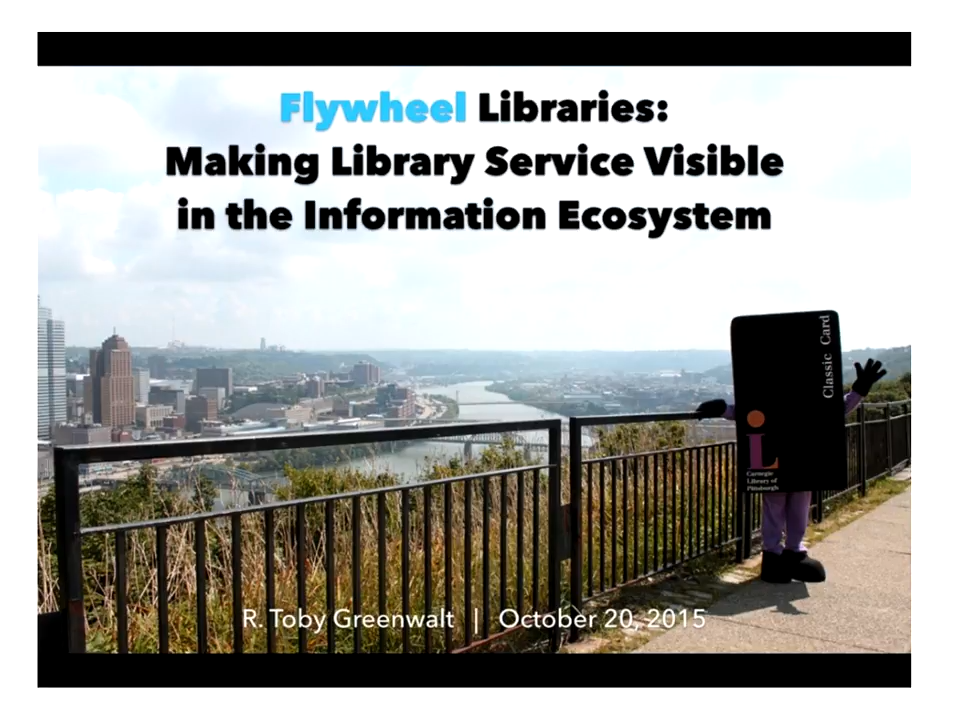 Flywheel Libraries:
Making Library Service Visible
in the Information Ecosystem
Classic Card
Carnegie
Library of
Pittsburgh
R. Toby Greenwalt | October 20, 2015